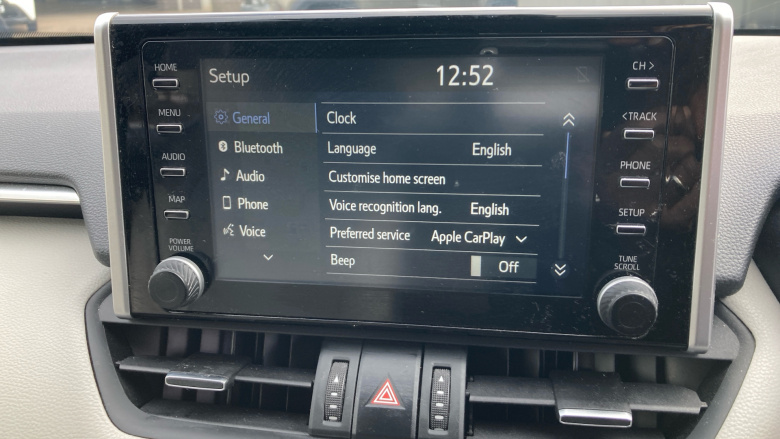 HOME
MENU
AUDIO
MAP
POWER
VOLUME
Setup
12:52
General
Bluetooth
Audio
Phone
Voice
Clock
Language English
Customise home screen
Voice recognition lang. English
Preferred service Apple CarPlay
Beep Off
CH >
< TRACK
PHONE
SETUP
TUNE
SCROLL